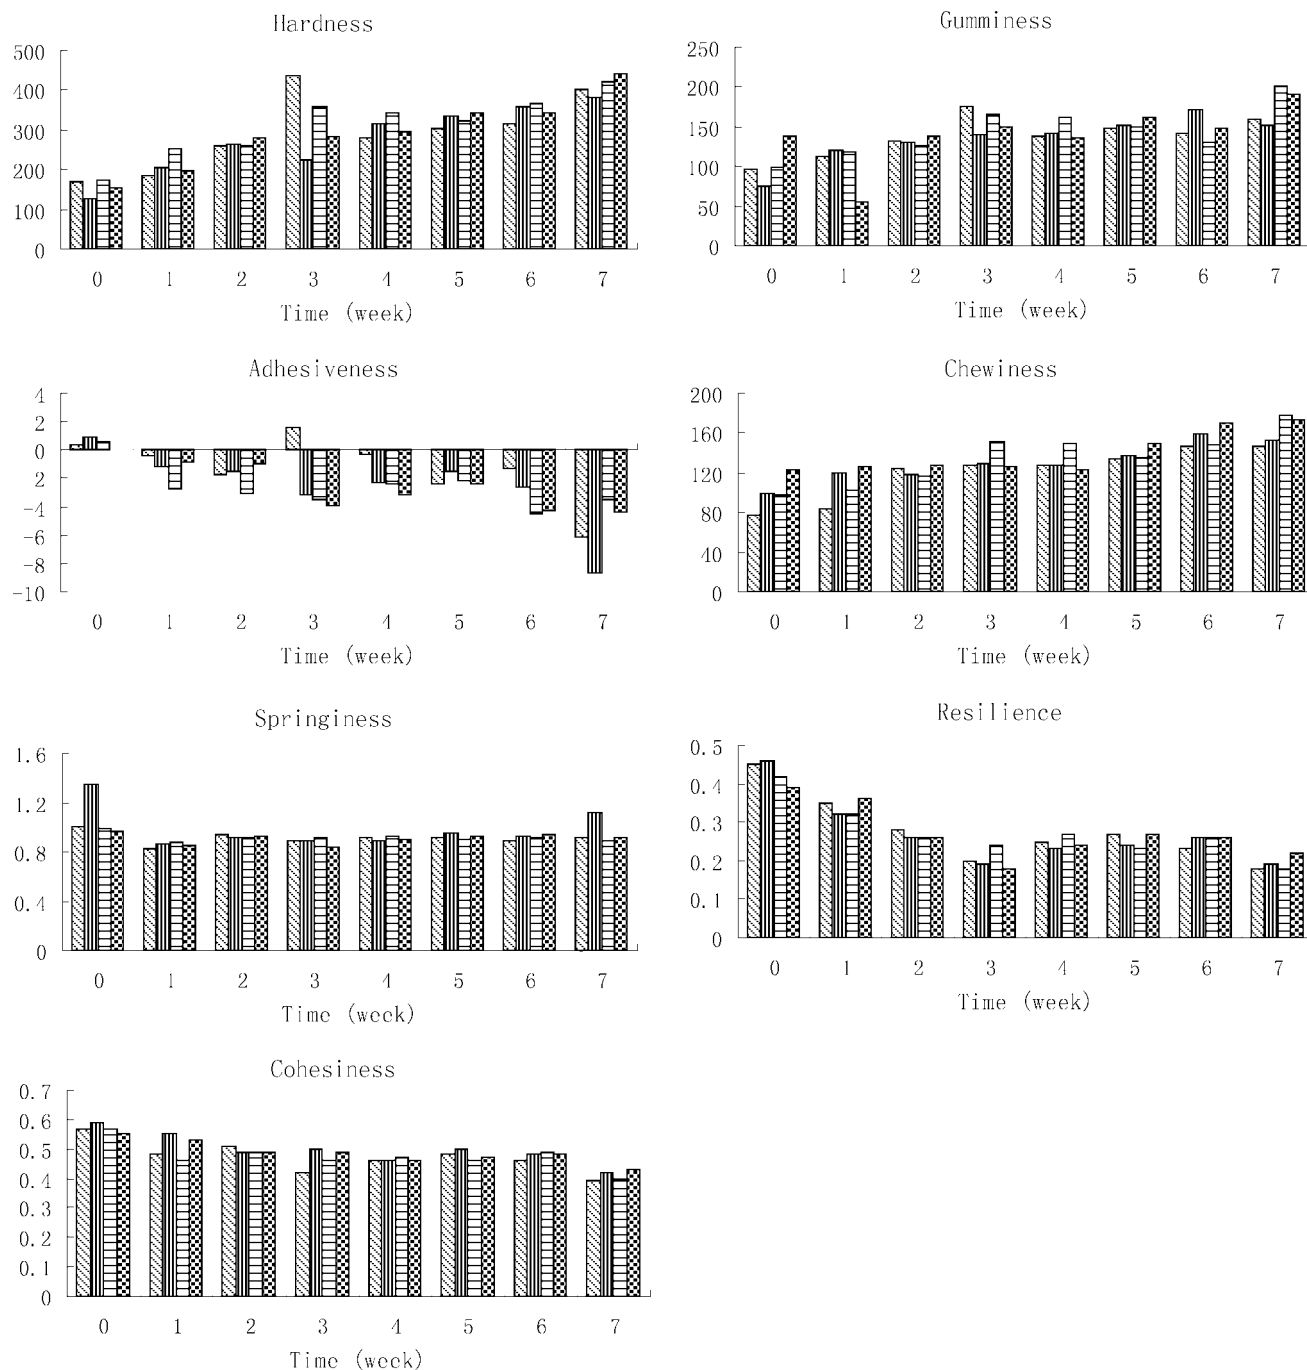 Hardness
500
400
300
200
100
0
0 1 2 3 4 5 6 7
Time (week)
Gumminess
250
200
150
100
50
0
0 1 2 3 4 5 6 7
Time (week)
Adhesiveness
4
2
0
2
-4
-6
-8
-10
0 1 2 3 4 5 6 7
Time (week)
Chewiness
200
160
120
80
40
0
0 1 2 3 4 5 6 7
Time (week)
Springiness
1.6
1.2
0.8
0.4
0
0 1 2 3 4 5 6 7
Time (week)
Resilience
0.5
0.4
0.3
0.2
0.1
0
0 1 2 3 4 5 6 7
Time (week)
Cohesiness
0.7
0.6
0.5
0.4
0.3
0.2
0.1
0
0 1 2 3 4 5 6 7
Time (week)